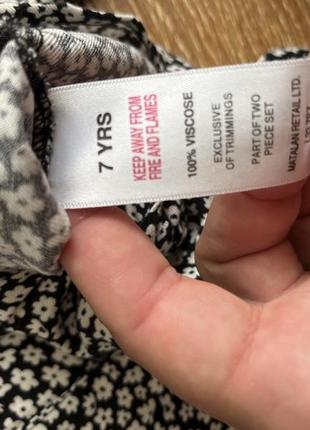 7 YRS
KEEP AWAY FROM
FIRE AND FLAMES
100% VISCOSE
EXCLUSIVE
OF TRIMMINGS
PART OF TWO
PIECE SET
MATALAN RETAIL LTD.